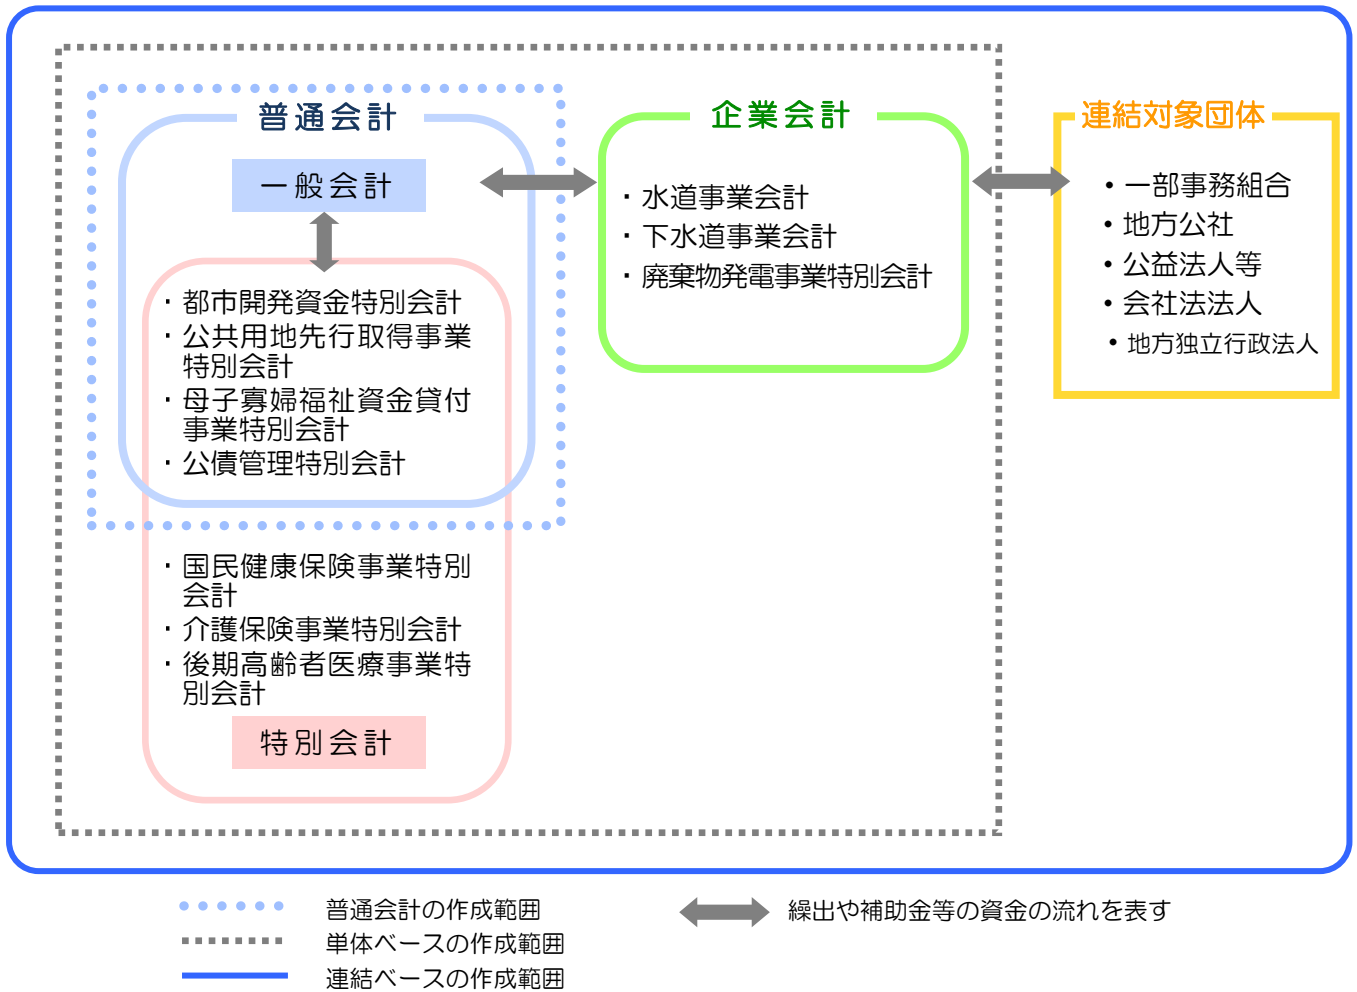 普通会計
一般会計
・都市開発資金特別会計
・公共用地先行取得事業
特別会計
・母子寡婦福祉資金貸付
事業特別会計
・公債管理特別会計
・国民健康保険事業特別
会計
・介護保険事業特別会計
・後期高齢者医療事業特
別会計
特別会計
企業会計
・水道事業会計
・下水道事業会計
・廃棄物発電事業特別会計
連結対象団体
・一部事務組合
・地方公社
・公益法人等
・会社法法人
・地方独立行政法人
普通会計の作成範囲
単体ベースの作成範囲
連結ベースの作成範囲
繰出や補助金等の資金の流れを表す